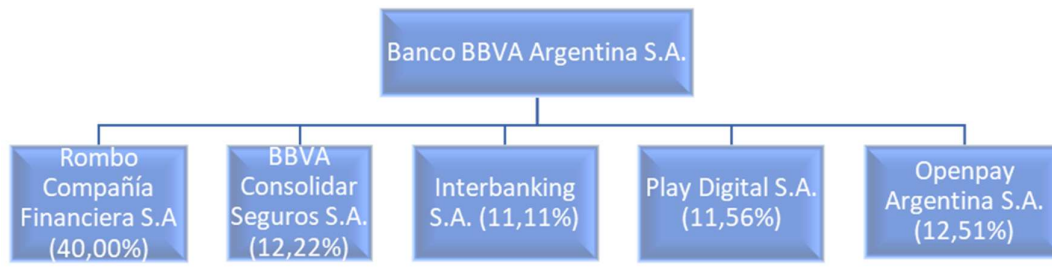 Banco BBVA Argentina S.A.
Rombo
Compañía
Financiera S.A
(40,00%)
BBVA
Consolidar
Seguros S.A.
(12,22%)
Interbanking
S.A. (11,11%)
Play Digital S.A.
(11,56%)
Openpay
Argentina S.A.
(12,51%)